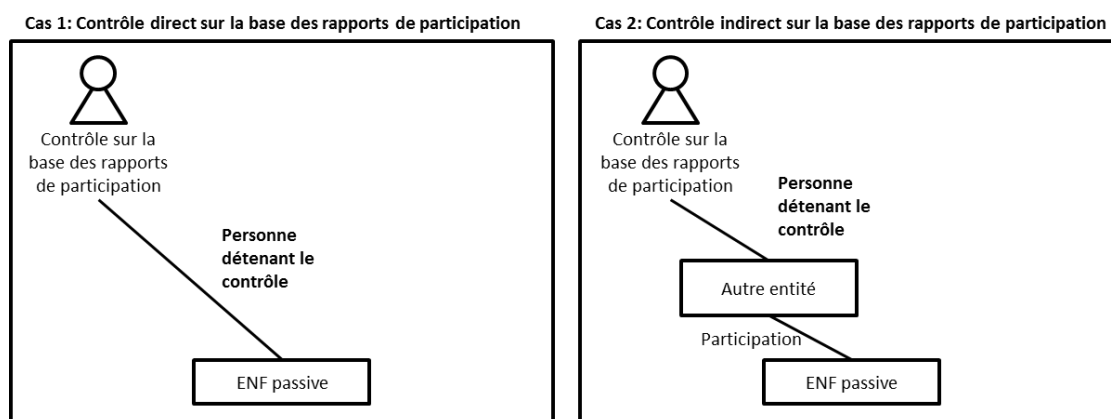 Cas 1: Contrôle direct sur la base des rapports de participation
Contrôle sur la
base des rapports
de participation
Personne
détenant le
contrôle
ENF passive
Cas 2: Contrôle indirect sur la base des rapports de participation
Contrôle sur la
base des rapports
de participation
Personne
détenant le
contrôle
Autre entité
Participation
ENF passive